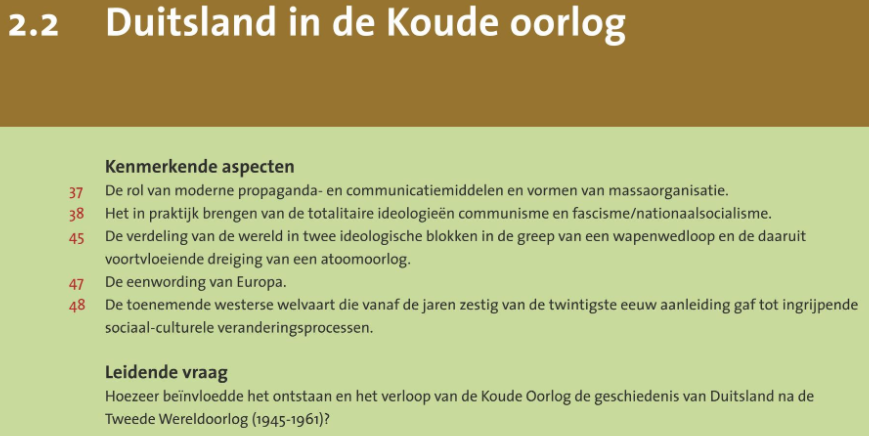 2.2 Duitsland in de Koude oorlog
Kenmerkende aspecten
37 De rol van moderne propaganda- en communicatiemiddelen en vormen van massaorganisatie.
38 Het in praktijk brengen van de totalitaire ideologieën communisme en fascisme/nationaalsocialisme.
45 De verdeling van de wereld in twee ideologische blokken in de greep van een wapenwedloop en de daaruit
voortvloeiende dreiging van een atoomoorlog.
47 De eenwording van Europa.
48 De toenemende westerse welvaart die vanaf de jaren zestig van de twintigste eeuw aanleiding gaf tot ingrijpende
sociaal-culturele veranderingsprocessen.
Leidende vraag
Hoezeer beïnvloedde het ontstaan en het verloop van de Koude Oorlog de geschiedenis van Duitsland na de
Tweede Wereldoorlog (1945-1961)?